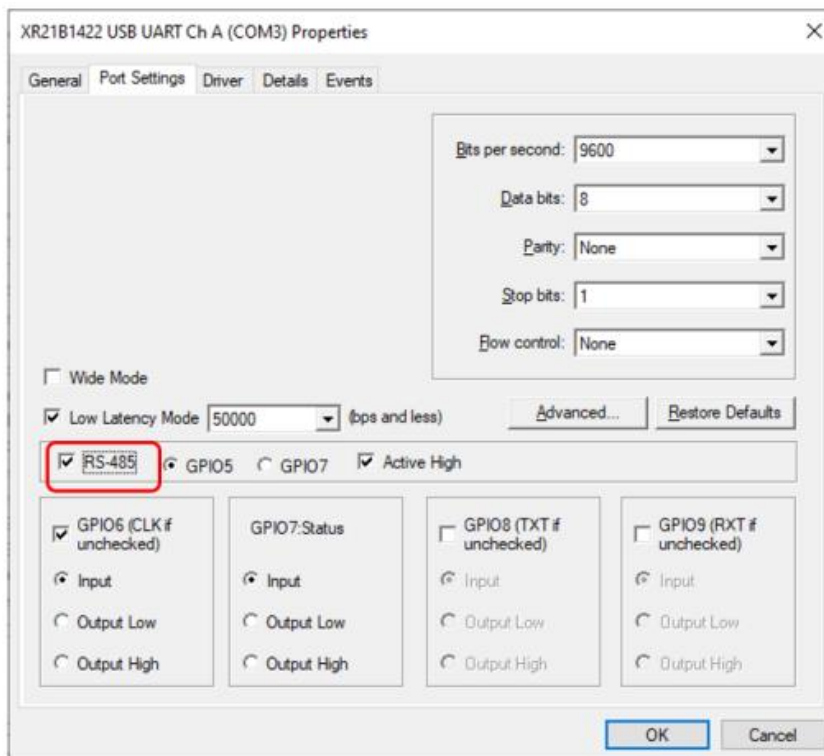 XR21B1422 USB UART Ch A (COM3) Properties
General Port Settings Driver Details Events
Bits per second: 9600
Data bits: 8
Parity: None
Stop bits: 1
Flow control: None
Wide Mode
Low Latency Mode 50000 (bps and less) Advanced... Restore Defaults
RS-485 GPIO5 GPIO7 Active High
GPIO6 (CLK if
unchecked)
Input
Output Low
Output High
GPIO7:Status
Input
Output Low
Output High
GPIO8 (TXT if
unchecked)
Input
Output Low
Output High
GPIO9 (RXT if
unchecked)
Input
Output Low
Output High
OK Cancel